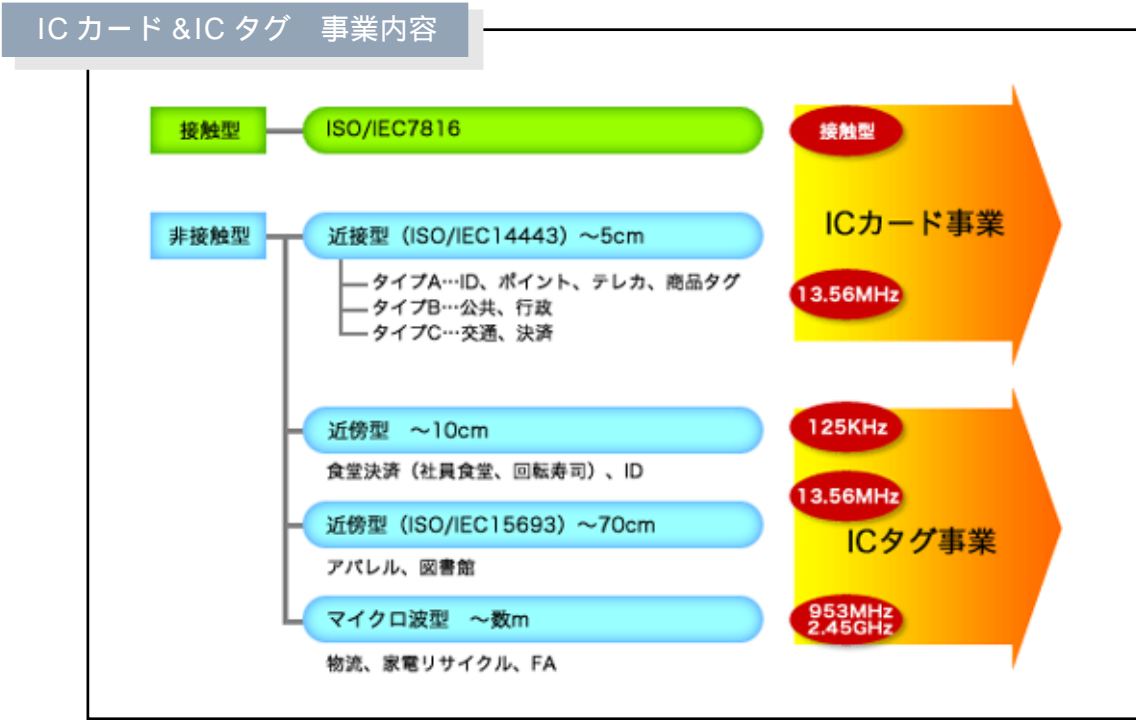 IC カード &IC タグ　事業内容
接触型
ISO/IEC7816
接触型
ICカード事業
非接触型
近接型（ISO/IEC14443）〜5cm
タイプA…ID、ポイント、テレカ、商品タグ
タイプB…公共、行政
タイプC…交通、決済
13.56MHz
近傍型　〜10cm
125KHz
食堂決済（社員食堂、回転寿司）、ID
13.56MHz
近傍型（ISO/IEC15693）〜70cm
ICタグ事業
アパレル、図書館
マイクロ波型　〜数m
953MHz
2.45GHz
物流、家電リサイクル、FA